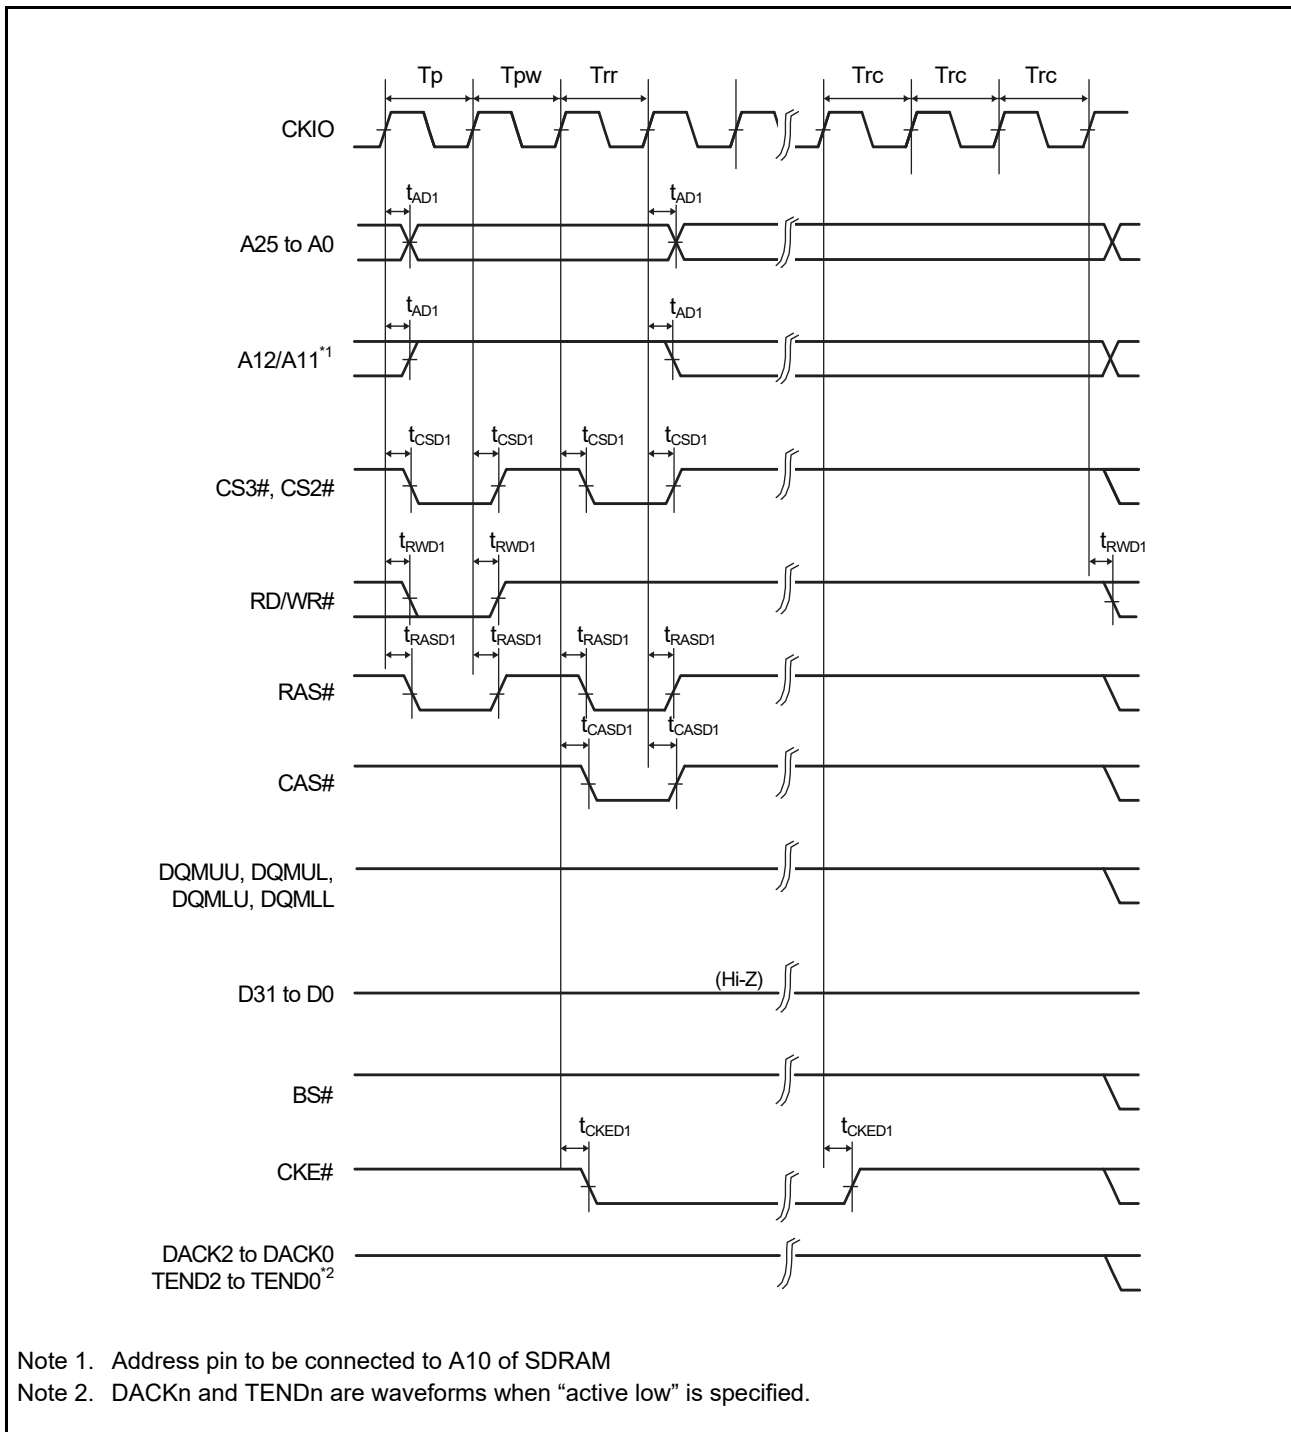 Tp Tpw Trr Trc Trc Trc
CKIO
tAD1 tAD1
A25 to A0
tAD1 tAD1
A12/A11*1
tCSD1 tCSD1 tCSD1 tCSD1
CS3#, CS2#
tRWD1 tRWD1 tRWD1
RD/WR#
tRASD1 tRASD1 tRASD1 tRASD1
RAS#
tCASD1 tCASD1
CAS#
DQMUU, DQMUL,
DQMLU, DQMLL
(Hi-Z)
D31 to D0
BS#
tCKED1 tCKED1
CKE#
DACK2 to DACK0
TEND2 to TEND0*2
Note 1. Address pin to be connected to A10 of SDRAM
Note 2. DACKn and TENDn are waveforms when “active low” is specified.